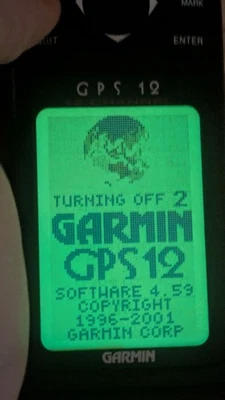 MARK
ENTER
GPS 12
TURNING OFF 2
GARMIN
GPS12
SOFTWARE 4.59
COPYRIGHT
1996-2001
GARMIN CORP
GARMIN